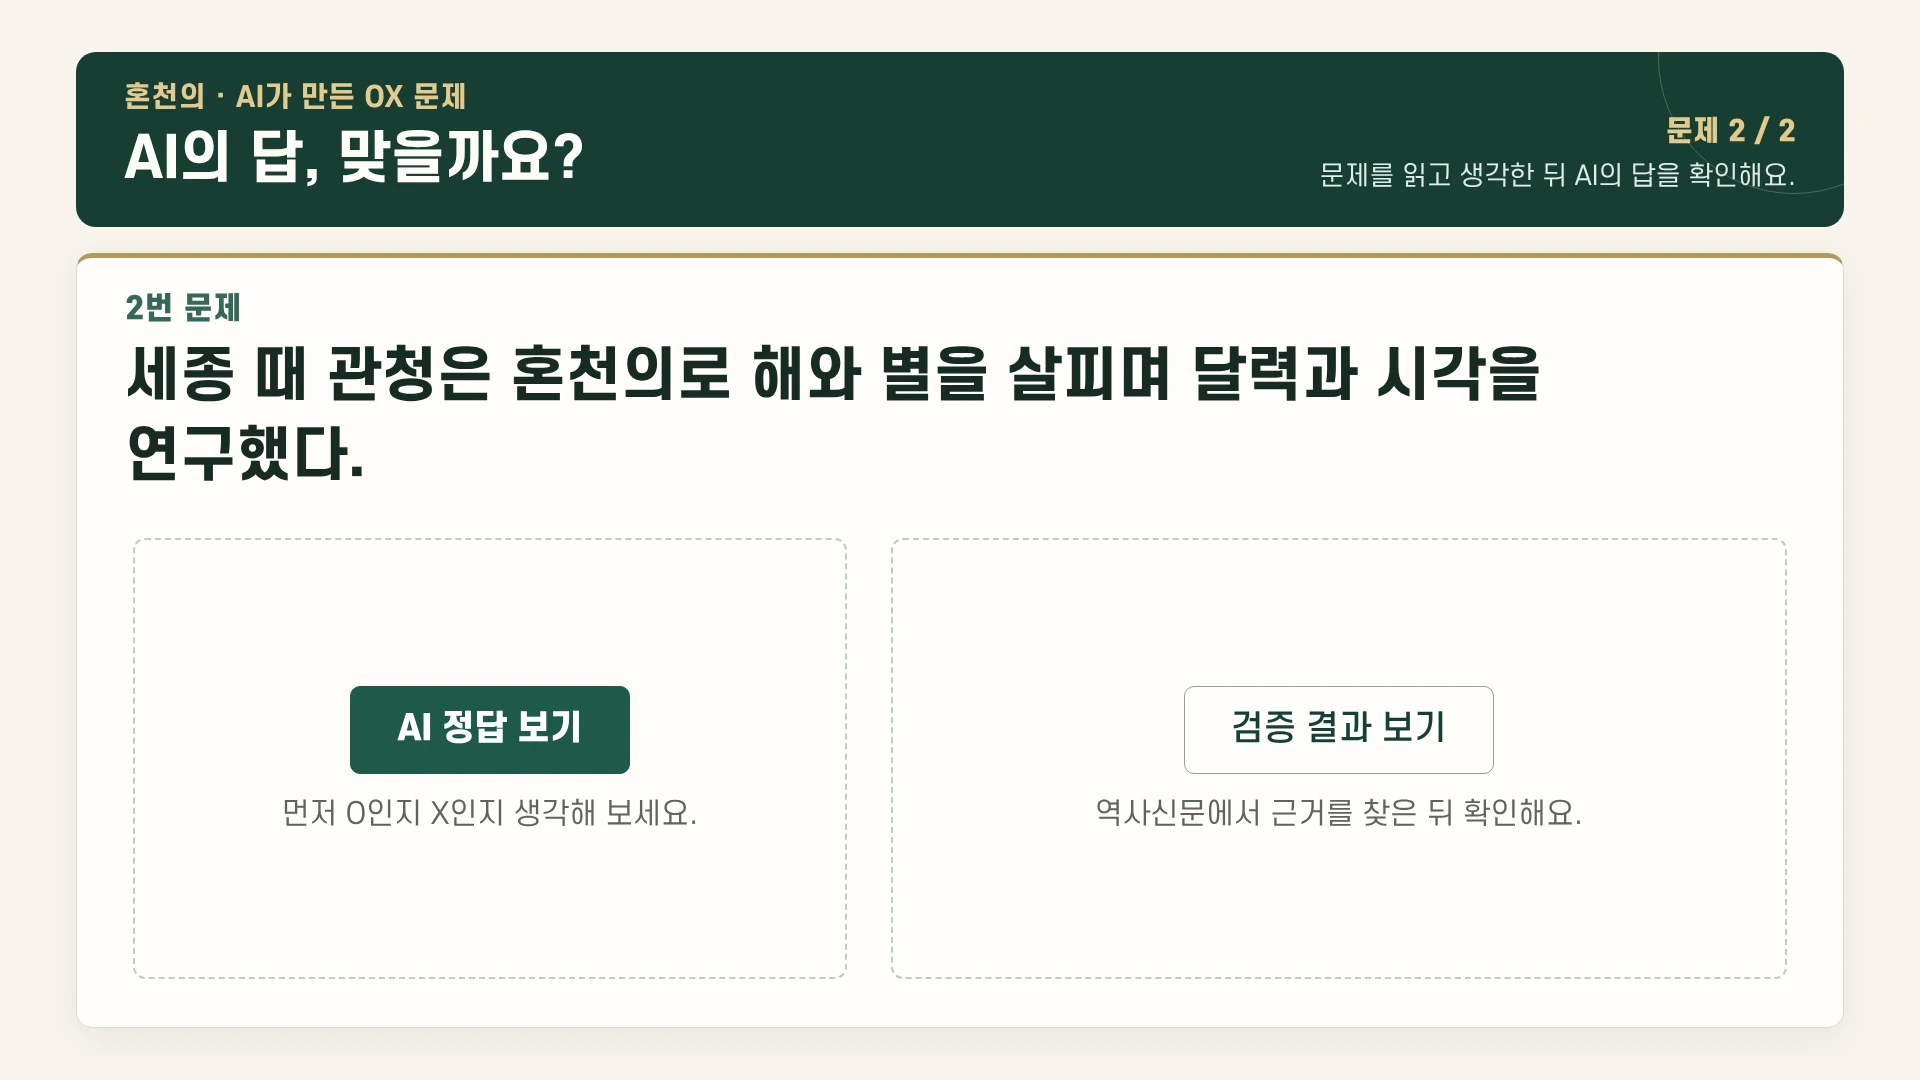 혼천의 · AI가 만든 OX 문제
AI의 답, 맞을까요?
문제 2 / 2
문제를 읽고 생각한 뒤 AI의 답을 확인해요.
2번 문제
세종 때 관청은 혼천의로 해와 별을 살피며 달력과 시각을
연구했다.
AI 정답 보기
먼저 O인지 X인지 생각해 보세요.
검증 결과 보기
역사신문에서 근거를 찾은 뒤 확인해요.